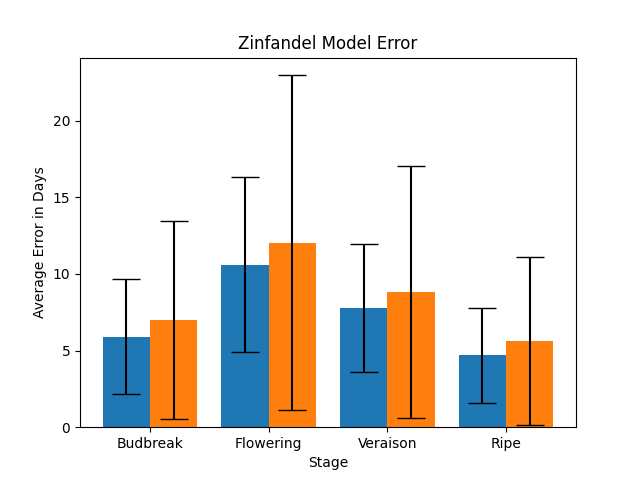 Zinfandel Model Error
Average Error in Days
20
15
10
5
0
Budbreak Flowering Veraison Ripe
Stage